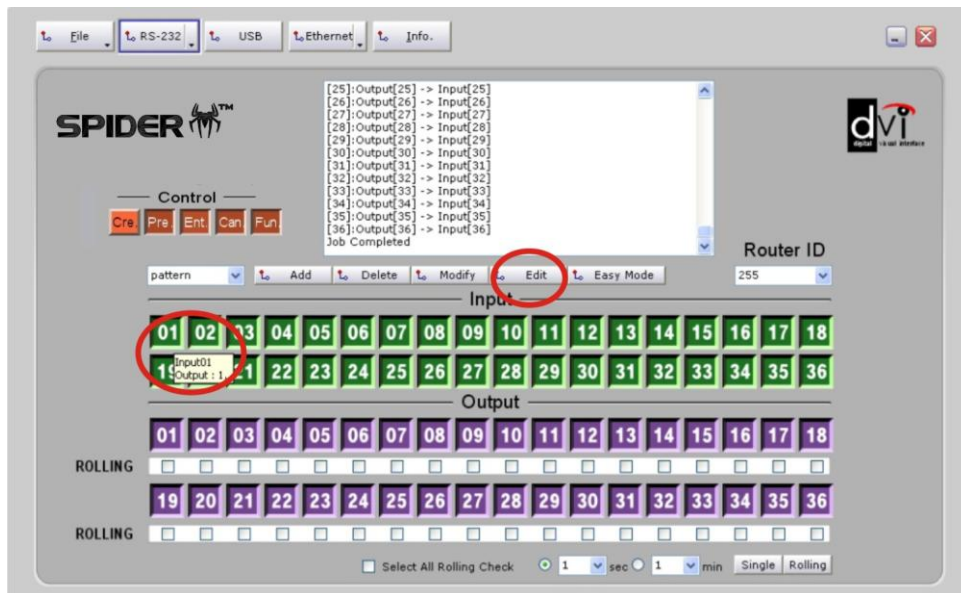 File RS-232 USB Ethernet Info.
SPIDER™
[25]:Output[25] -> Input[25]
[26]:Output[26] -> Input[26]
[27]:Output[27] -> Input[27]
[28]:Output[28] -> Input[28]
[29]:Output[29] -> Input[29]
[30]:Output[30] -> Input[30]
[31]:Output[31] -> Input[31]
[32]:Output[32] -> Input[32]
[33]:Output[33] -> Input[33]
[34]:Output[34] -> Input[34]
[35]:Output[35] -> Input[35]
[36]:Output[36] -> Input[36]
Job Completed
dvi
digital visual interface
Control
Cre. Pre. Ent. Can Fun.
Router ID
pattern Add Delete Modify Edit Easy Mode 255
Input
01 02 03 04 05 06 07 08 09 10 11 12 13 14 15 16 17 18
Input01
Output : 1
19 21 22 23 24 25 26 27 28 29 30 31 32 33 34 35 36
Output
01 02 03 04 05 06 07 08 09 10 11 12 13 14 15 16 17 18
ROLLING
19 20 21 22 23 24 25 26 27 28 29 30 31 32 33 34 35 36
ROLLING
Select All Rolling Check 1 sec 1 min Single Rolling